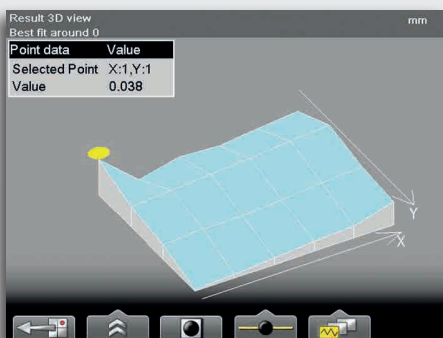 Result 3D view
mm
Best fit around 0
Point data Value
Selected Point X:1,Y:1
Value 0.038
Y
X